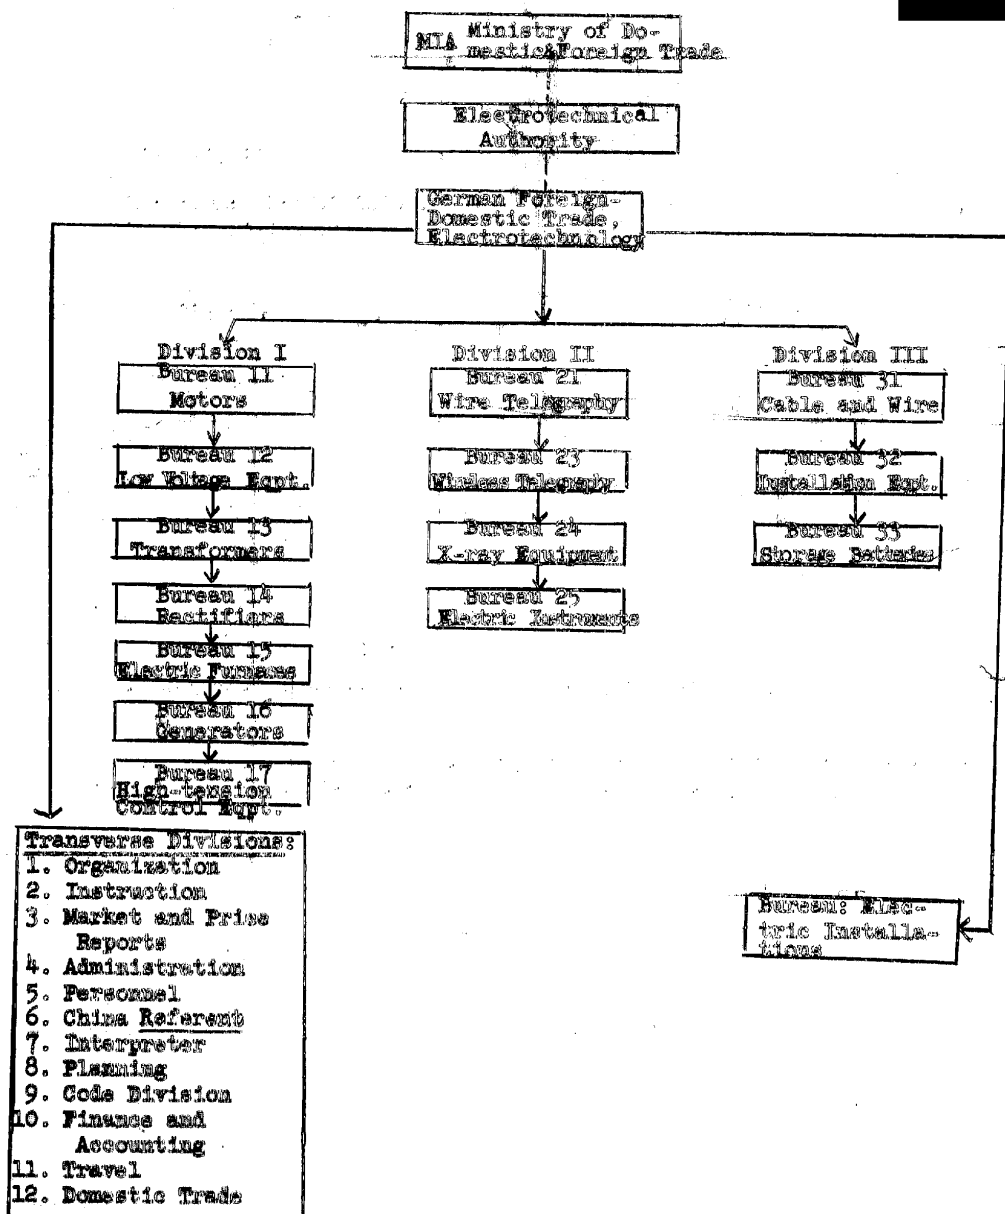 MIA Ministry of Do-
mestic&Foreign Trade
Electrotechnical
Authority
German Foreign-
Domestic Trade,
Electrotechnology
Division I
Bureau 11
Motors
Bureau 12
Low Voltage Eqpt.
Bureau 13
Transformers
Bureau 14
Rectifiers
Bureau 15
Electric Furnaces
Bureau 16
Generators
Bureau 17
High-tension
Control Eqpt.
Division II
Bureau 21
Wire Telegraphy
Bureau 23
Wireless Telegraphy
Bureau 24
X-ray Equipment
Bureau 25
Electric Instruments
Division III
Bureau 31
Cable and Wire
Bureau 32
Installation Eqpt.
Bureau 33
Storage Batteries
Transverse Divisions:
1. Organization
2. Instruction
3. Market and Price
Reports
4. Administration
5. Personnel
6. China Referent
7. Interpreter
8. Planning
9. Code Division
10. Finance and
Accounting
11. Travel
12. Domestic Trade
Bureau: Elec-
tric Installa-
tions